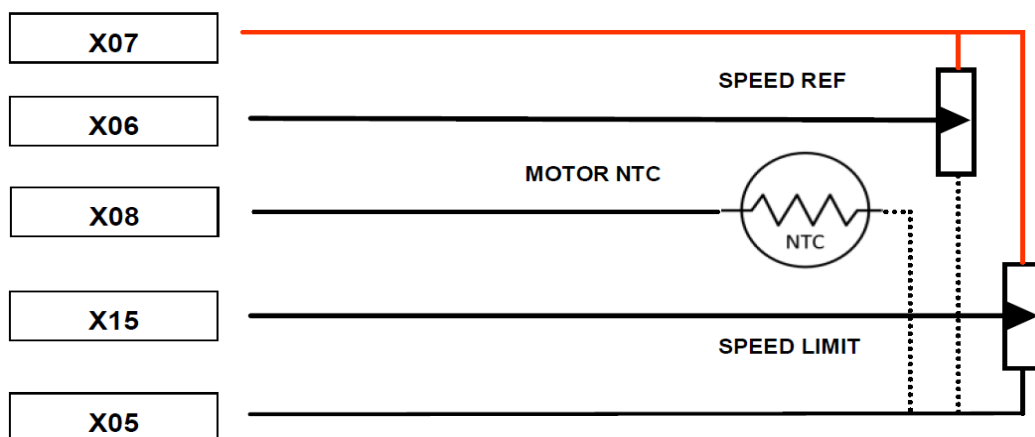 X07
SPEED REF
X06
MOTOR NTC
X08
NTC
X15
SPEED LIMIT
X05